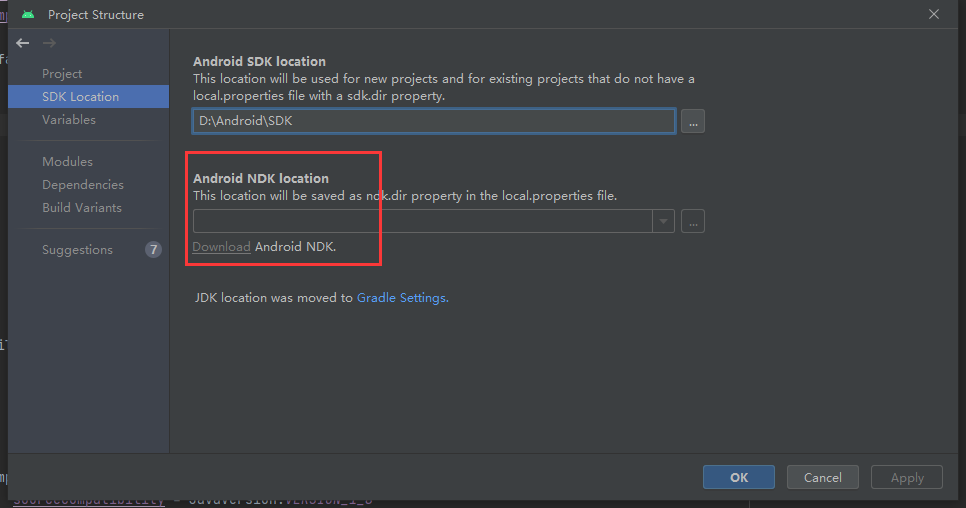 Project Structure
Project
SDK Location
Variables
Modules
Dependencies
Build Variants
Suggestions
7
Android SDK location
This location will be used for new projects and for existing projects that do not have a
local.properties file with a sdk.dir property.
D:\Android\SDK
...
Android NDK location
This location will be saved as ndk.dir property in the local.properties file.
...
Download Android NDK.
JDK location was moved to Gradle Settings.
OK
Cancel
Apply